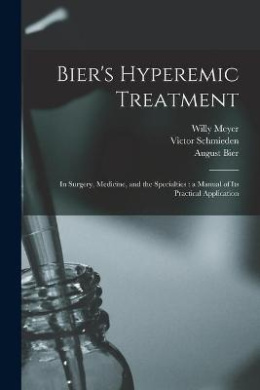 Bier's Hyperemic
Treatment
Willy Meyer
Victor Schmieden
August Bier
In Surgery, Medicine, and the Specialties : a Manual of Its
Practical Application